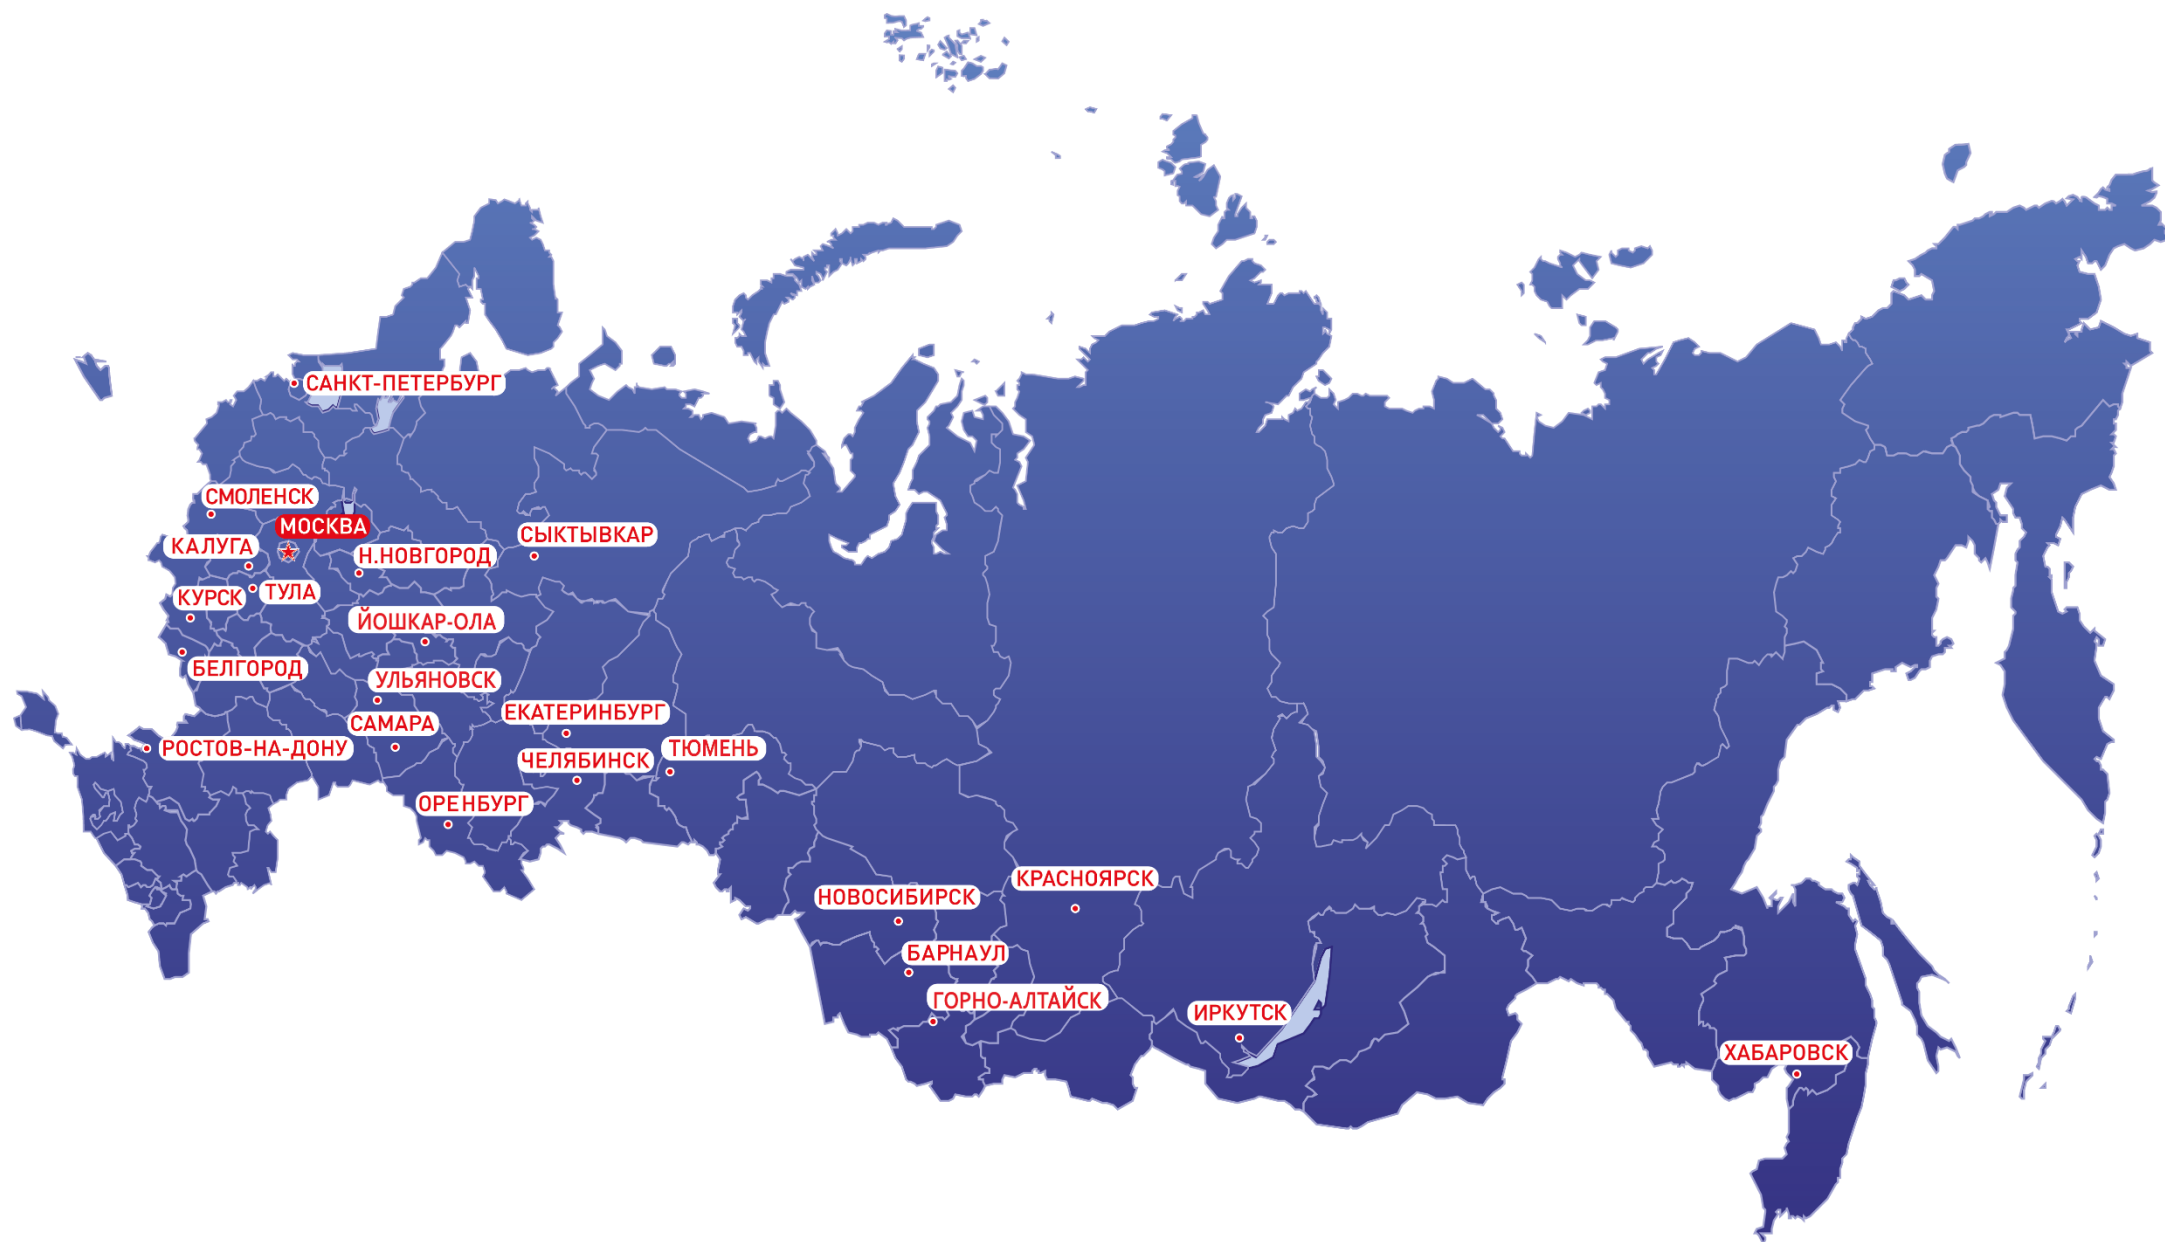 САНКТ-ПЕТЕРБУРГ
СМОЛЕНСК
МОСКВА
СЫКТЫВКАР
КАЛУГА
Н.НОВГОРОД
КУРСК
ТУЛА
ЙОШКАР-ОЛА
БЕЛГОРОД
УЛЬЯНОВСК
ЕКАТЕРИНБУРГ
САМАРА
РОСТОВ-НА-ДОНУ
ТЮМЕНЬ
ЧЕЛЯБИНСК
ОРЕНБУРГ
КРАСНОЯРСК
НОВОСИБИРСК
БАРНАУЛ
ГОРНО-АЛТАЙСК
ИРКУТСК
ХАБАРОВСК